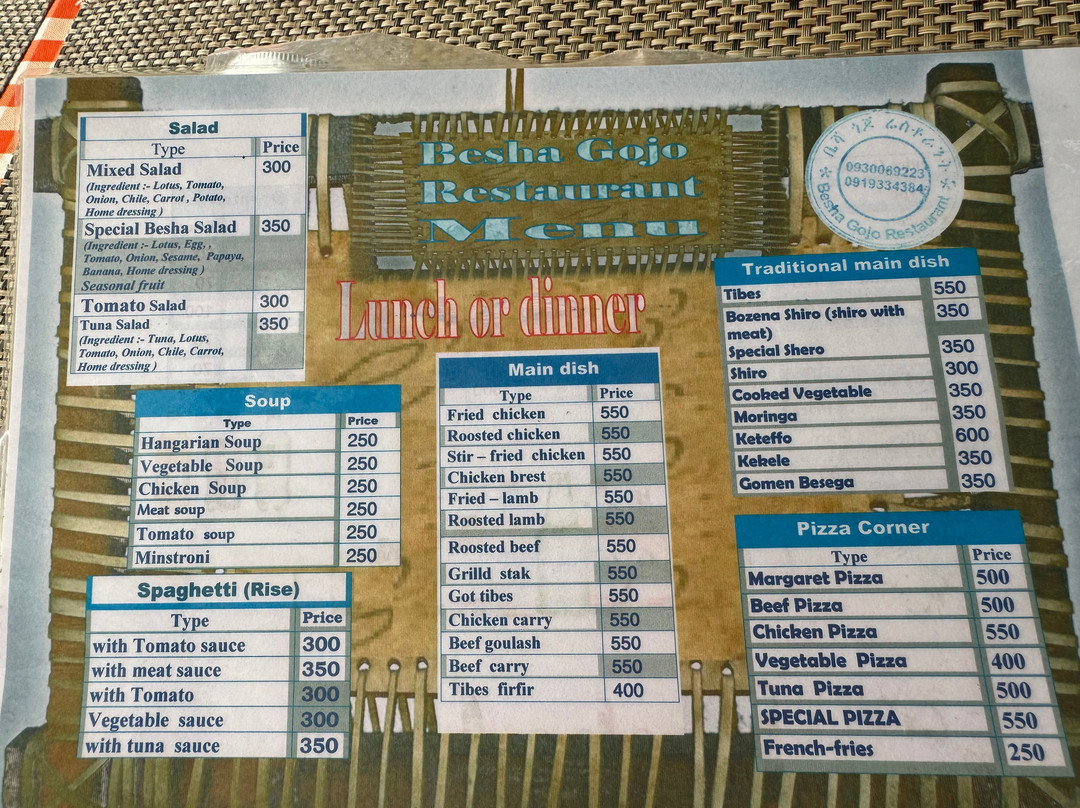 Besha Gojo
Restaurant
Menu
ቤሻ ጎጆ ሬስቶራንት
0930069223
0919334384
Besha Gojo Restaurant
Lunch or dinner
Salad
Type Price
Mixed Salad 300
(Ingredient :- Lotus, Tomato,
Onion, Chile, Carrot , Potato,
Home dressing )
Special Besha Salad 350
(Ingredient :- Lotus, Egg, ,
Tomato, Onion, Sesame, Papaya,
Banana, Home dressing )
Seasonal fruit
Tomato Salad 300
Tuna Salad 350
(Ingredient :- Tuna, Lotus,
Tomato, Onion, Chile, Carrot,
Home dressing )
Soup
Type Price
Hangarian Soup 250
Vegetable Soup 250
Chicken Soup 250
Meat soup 250
Tomato soup 250
Minstroni 250
Spaghetti (Rise)
Type Price
with Tomato sauce 300
with meat sauce 350
with Tomato 300
Vegetable sauce 300
with tuna sauce 350
Main dish
Type Price
Fried chicken 550
Roosted chicken 550
Stir – fried chicken 550
Chicken brest 550
Fried – lamb 550
Roosted lamb 550
Roosted beef 550
Grilld stak 550
Got tibes 550
Chicken carry 550
Beef goulash 550
Beef carry 550
Tibes firfir 400
Traditional main dish
Tibes 550
Bozena Shiro (shiro with 350
meat)
Special Shero 350
Shiro 300
Cooked Vegetable 350
Moringa 350
Keteffo 600
Kekele 350
Gomen Besega 350
Pizza Corner
Type Price
Margaret Pizza 500
Beef Pizza 500
Chicken Pizza 550
Vegetable Pizza 400
Tuna Pizza 500
SPECIAL PIZZA 550
French-fries 250